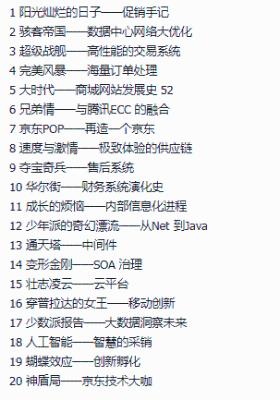 1 阳光灿烂的日子——促销手记
2 骇客帝国——数据中心网络大优化
3 超级战舰——高性能的交易系统
4 完美风暴——海量订单处理
5 大时代——商城网站发展史 52
6 兄弟情——与腾讯ECC 的融合
7 京东POP——再造一个京东
8 速度与激情——极致体验的供应链
9 夺宝奇兵——售后系统
10 华尔街——财务系统演化史
11 成长的烦恼——内部信息化进程
12 少年派的奇幻漂流——从Net 到Java
13 通天塔——中间件
14 变形金刚——SOA 治理
15 壮志凌云——云平台
16 穿普拉达的女王——移动创新
17 少数派报告——大数据洞察未来
18 人工智能——智慧的采销
19 蝴蝶效应——创新孵化
20 神盾局——京东技术大咖